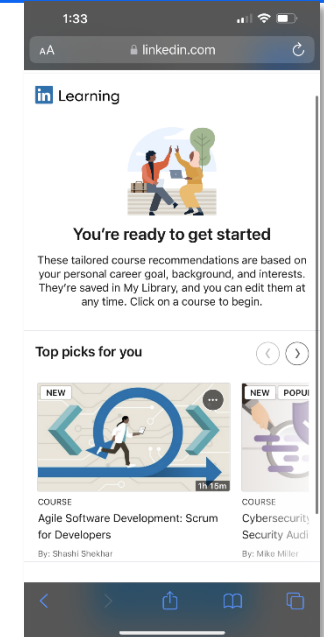 1:33
AA linkedin.com
in Learning
You're ready to get started
These tailored course recommendations are based on
your personal career goal, background, and interests.
They're saved in My Library, and you can edit them at
any time. Click on a course to begin.
Top picks for you
NEW
1h 15m
COURSE
Agile Software Development: Scrum
for Developers
By: Shashi Shekhar
NEW POPU
COURSE
Cybersecurity
Security Audi
By: Mike Miller